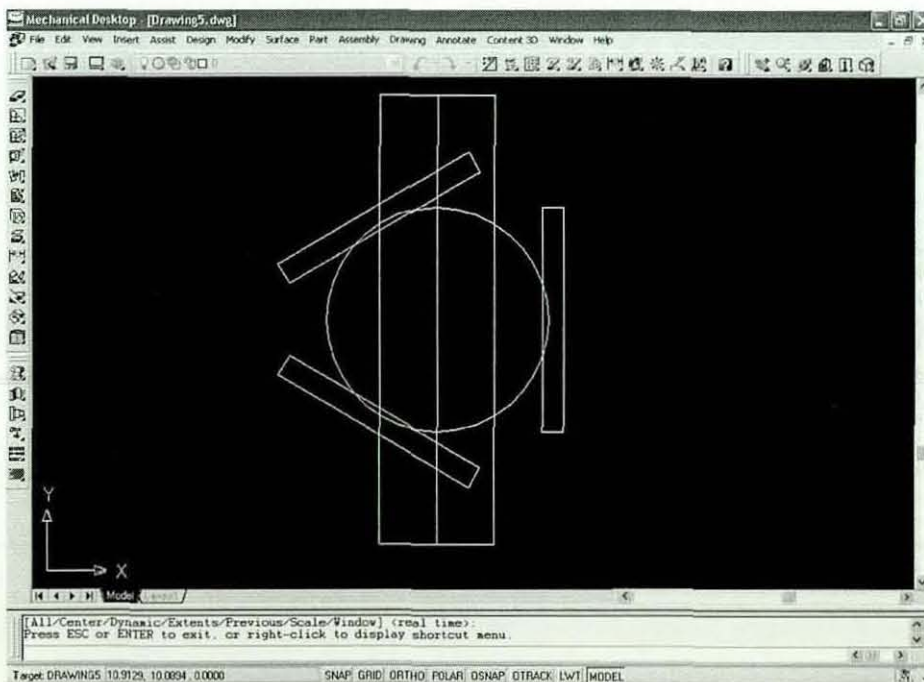 Mechanical Desktop - [Drawing5.dwg]
File Edit View Insert Assist Design Modify Surface Part Assembly Drawing Annotate Content 3D Window Help
0
Y
X
Model
[All/Center/Dynamic/Extents/Previous/Scale/Window] <real time>:
Press ESC or ENTER to exit, or right-click to display shortcut menu.
Target: DRAWING5 10.9129, 10.0894, 0.0000 SNAP GRID ORTHO POLAR OSNAP OTRACK LWT MODEL